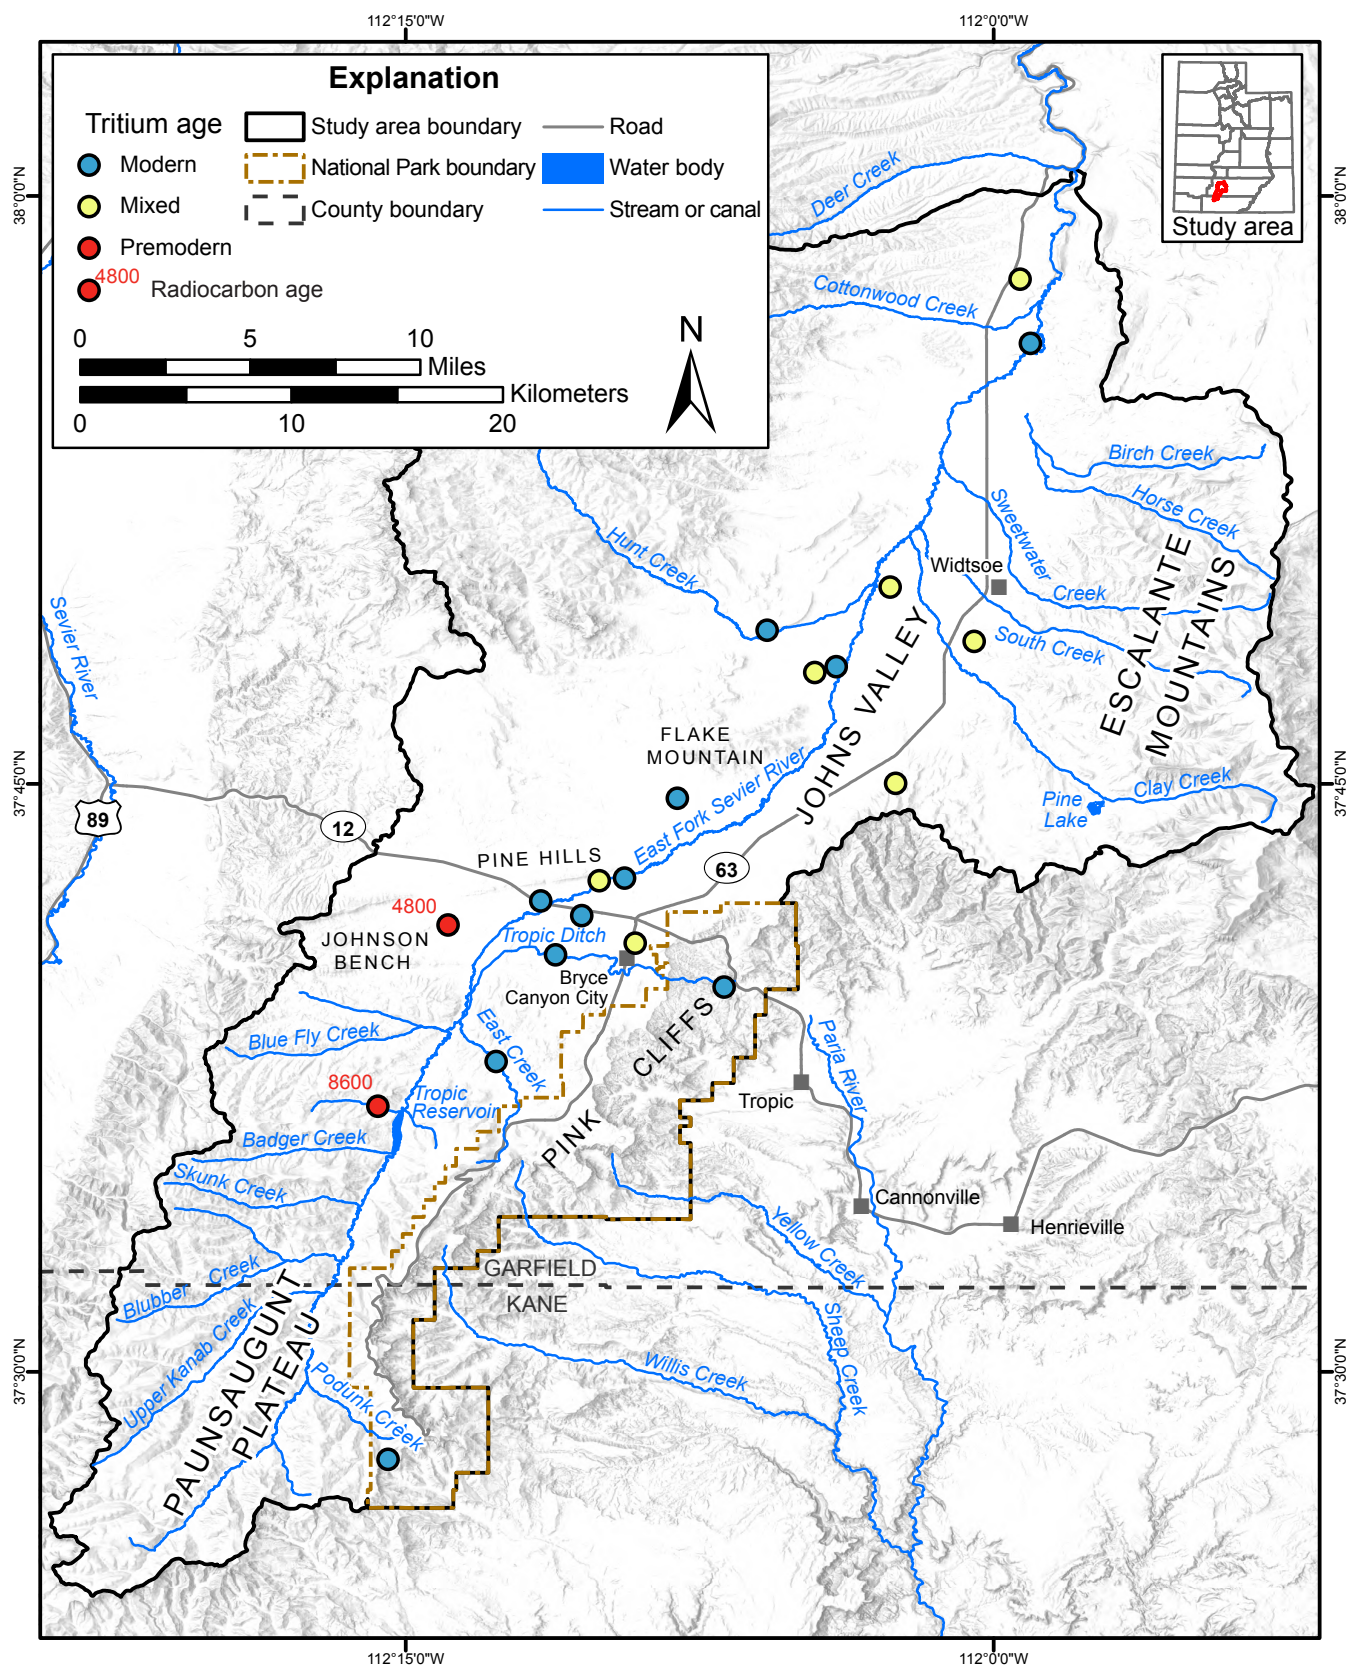 112°15'0"W
112°0'0"W
Explanation
Tritium age
Modern
Mixed
Premodern
4800
Radiocarbon age
Study area boundary
National Park boundary
County boundary
Road
Water body
Stream or canal
0 5 10
Miles
Kilometers
0 10 20
N
Study area
38°0'0"N
38°0'0"N
Deer Creek
Cottonwood Creek
Birch Creek
Horse Creek
Sweetwater
Creek
Hunt Creek
Widtsoe
South Creek
ESCALANTE
MOUNTAINS
Sevier River
JOHNS VALLEY
FLAKE
MOUNTAIN
East Fork Sevier River
37°45'0"N
37°45'0"N
Clay Creek
Pine
Lake
89
12
63
PINE HILLS
4800
JOHNSON
BENCH
Tropic Ditch
Bryce
Canyon City
CLIFFS
PINK
East Creek
Paria River
Blue Fly Creek
8600
Tropic
Reservoir
Tropic
Badger Creek
Skunk Creek
Cannonville
Henrieville
Yellow Creek
Blubber Creek
GARFIELD
KANE
Upper Kanab Creek
Sheep Creek
Willis Creek
PAUNSAUGUNT
PLATEAU
Podunk Creek
37°30'0"N
37°30'0"N
112°15'0"W
112°0'0"W